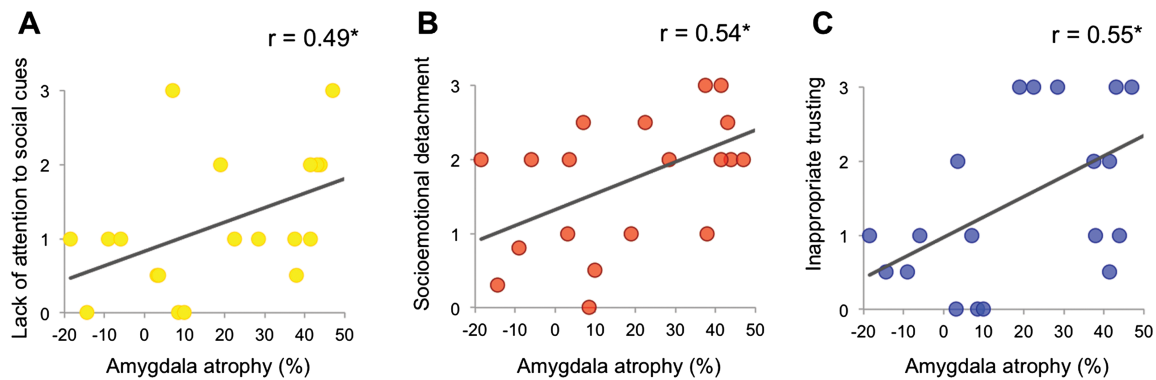 A
r = 0.49*
Lack of attention to social cues
3
2
1
0
-20 -10 0 10 20 30 40 50
Amygdala atrophy (%)
B
r = 0.54*
Socioemotional detachment
3
2
1
0
-20 -10 0 10 20 30 40 50
Amygdala atrophy (%)
C
r = 0.55*
Inappropriate trusting
3
2
1
0
-20 -10 0 10 20 30 40 50
Amygdala atrophy (%)